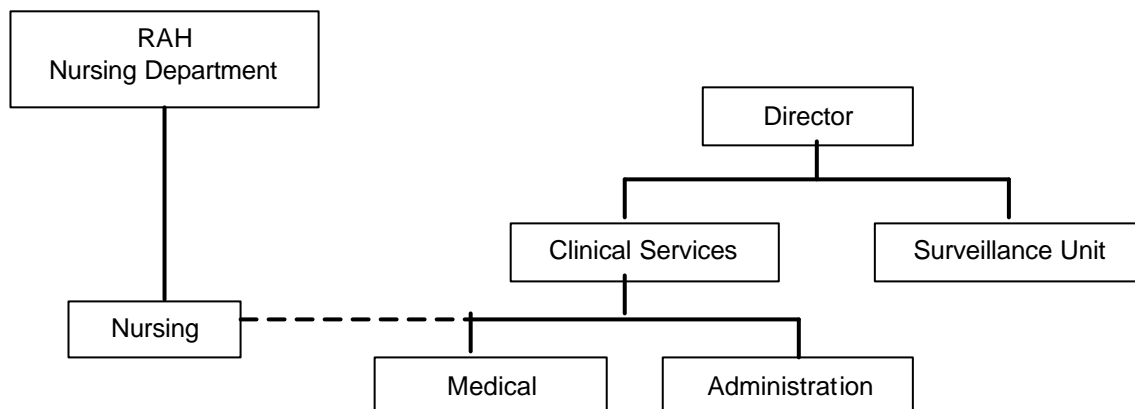 RAH
Nursing Department
Director
Clinical Services
Surveillance Unit
Nursing
Medical
Administration